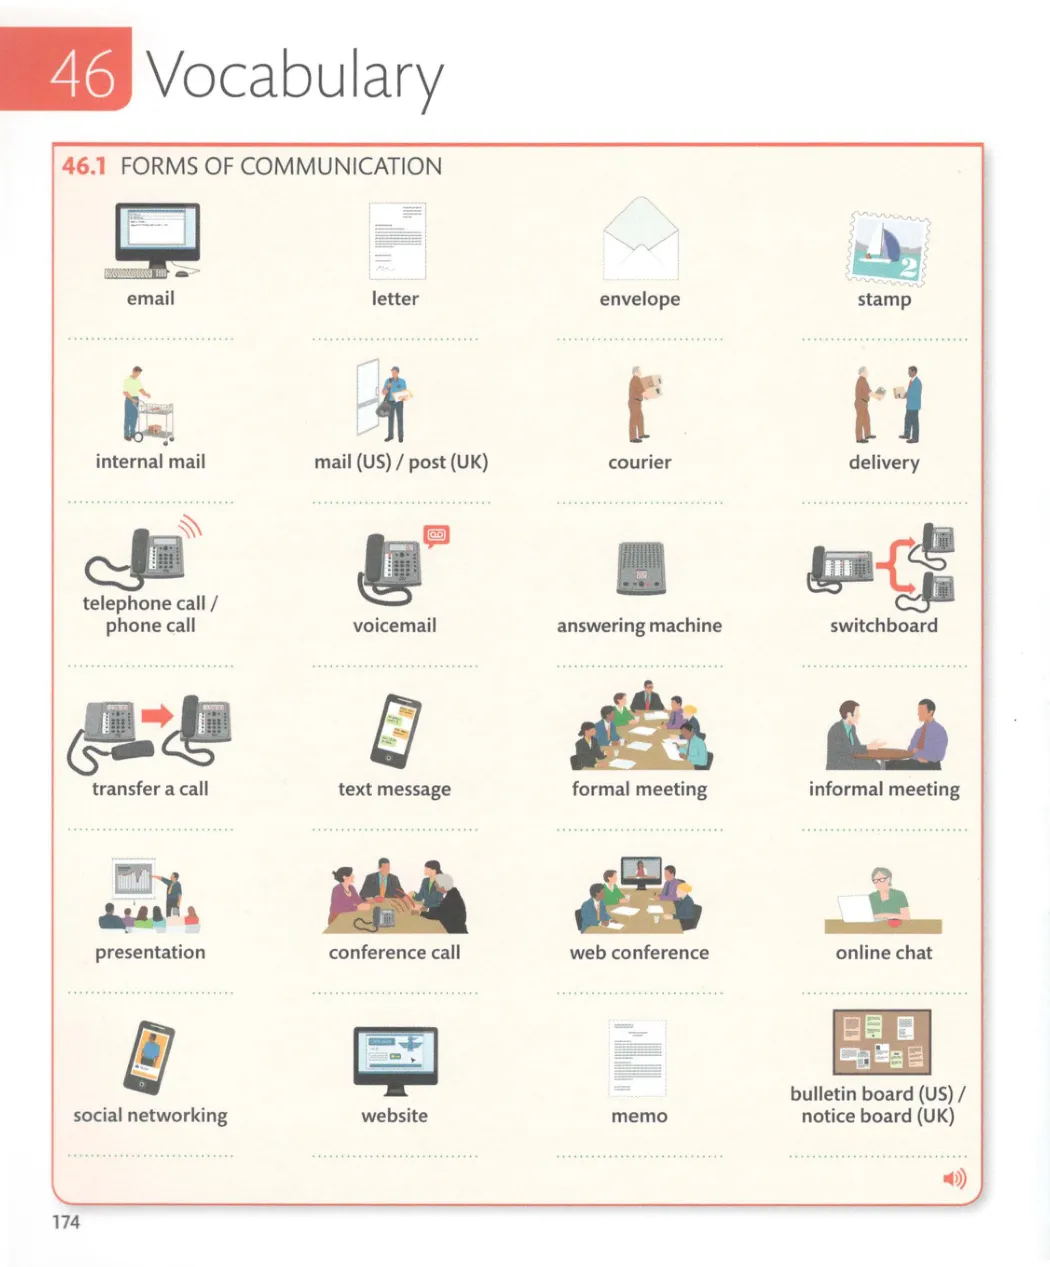 46 Vocabulary
46.1 FORMS OF COMMUNICATION
email
letter
envelope
stamp
2
internal mail
mail (US) / post (UK)
courier
delivery
telephone call /
phone call
voicemail
answering machine
switchboard
transfer a call
text message
formal meeting
informal meeting
presentation
conference call
web conference
online chat
social networking
website
memo
bulletin board (US) /
notice board (UK)
174